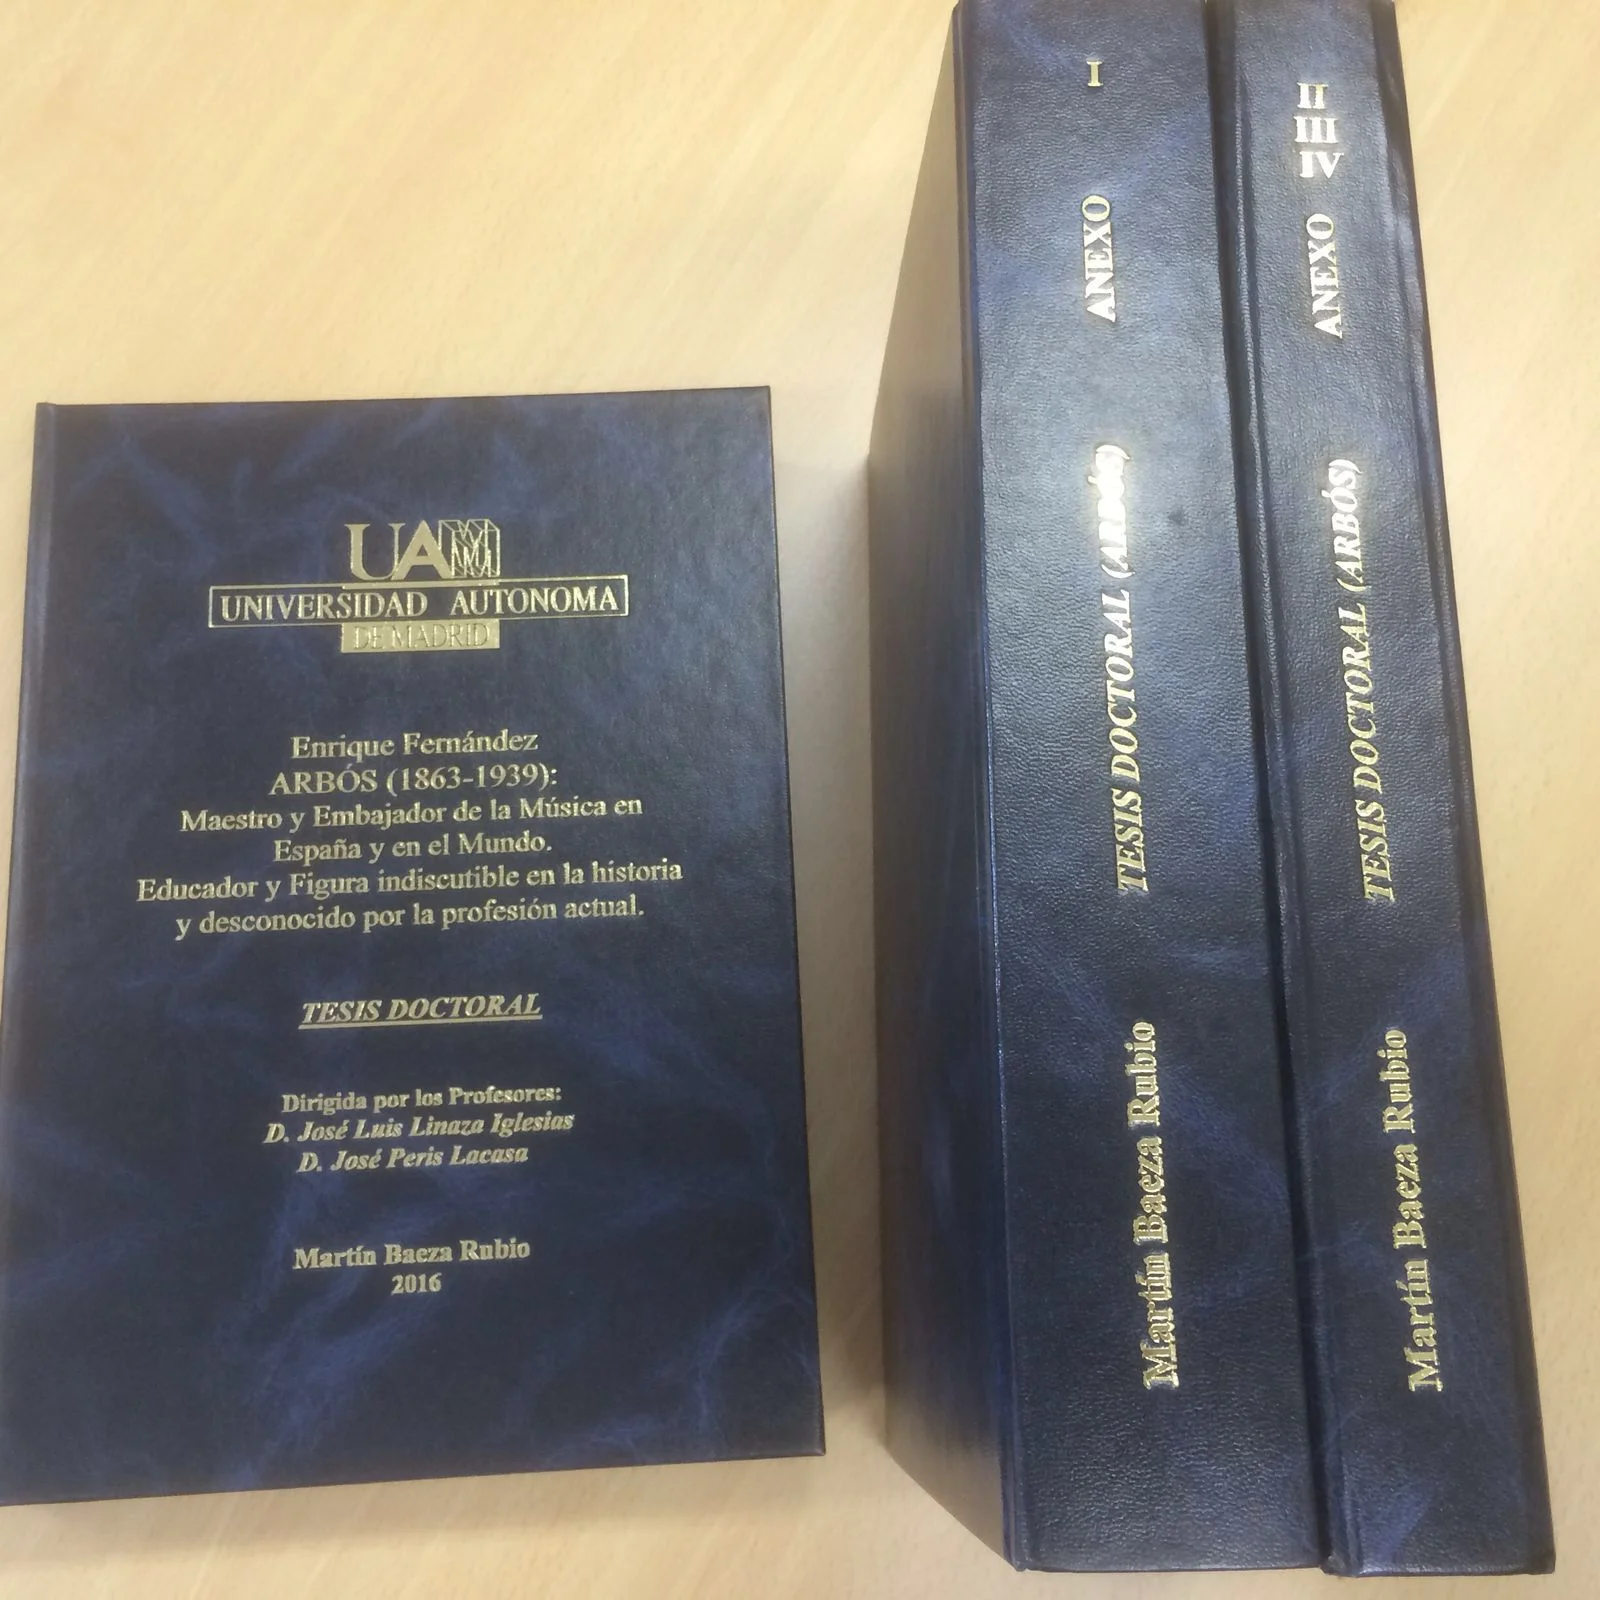 UAM
UNIVERSIDAD AUTONOMA
DE MADRID
Enrique Fernández
ARBÓS (1863-1939):
Maestro y Embajador de la Música en
España y en el Mundo.
Educador y Figura indiscutible en la historia
y desconocido por la profesión actual.
TESIS DOCTORAL
Dirigida por los Profesores:
D. José Luis Linaza Iglesias
D. José Peris Lacasa
Martín Baeza Rubio
2016
I
ANEXO
TESIS DOCTORAL (ARBÓS)
Martín Baeza Rubio
II
III
IV
ANEXO
TESIS DOCTORAL (ARBÓS)
Martín Baeza Rubio